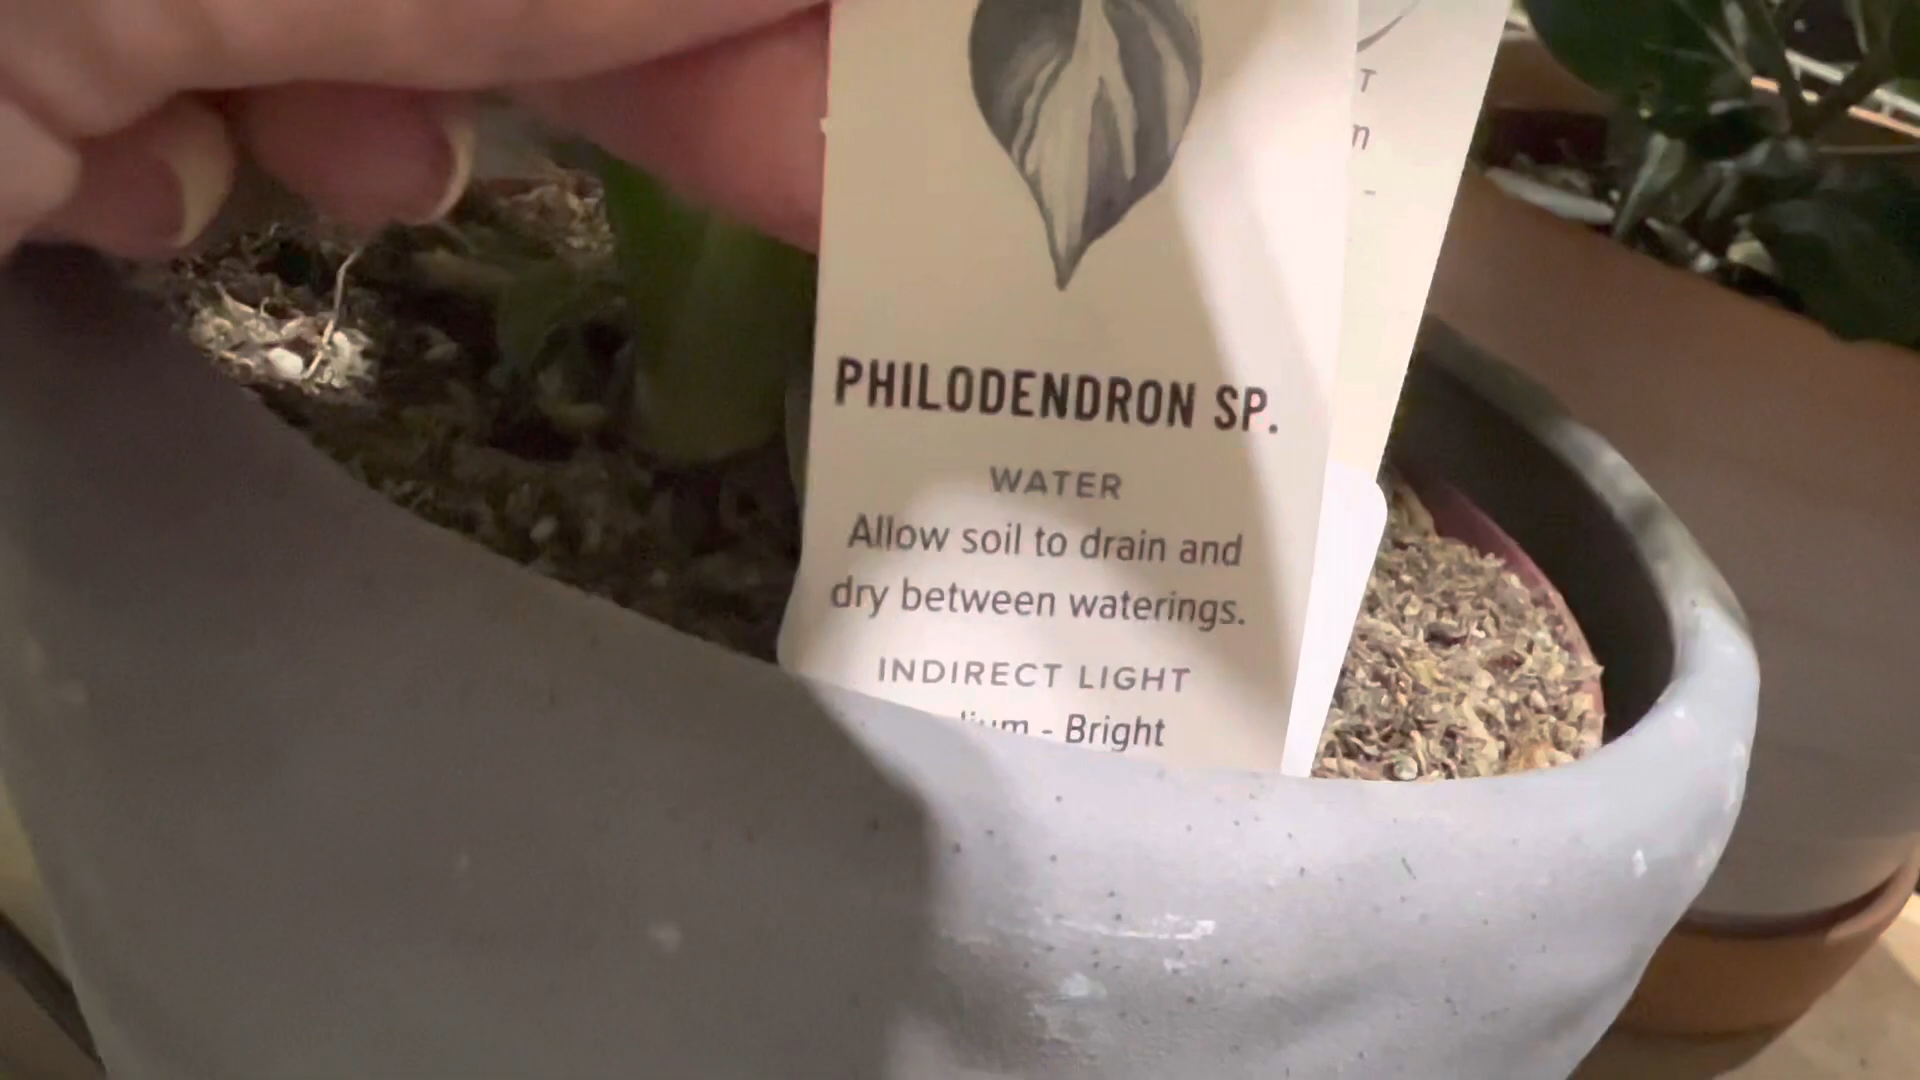 PHILODENDRON SP.
WATER
Allow soil to drain and
dry between waterings.
INDIRECT LIGHT
- Bright